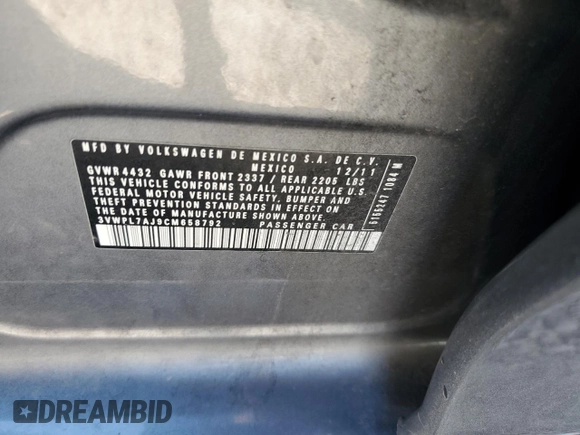 MFD BY VOLKSWAGEN DE MEXICO S.A. DE C.V.
MEXICO 12/11
GVWR 4432 GAWR FRONT 2337 / REAR 2205 LBS
THIS VEHICLE CONFORMS TO ALL APPLICABLE U.S.
FEDERAL MOTOR VEHICLE SAFETY, BUMPER AND
THEFT PREVENTION STANDARDS IN EFFECT ON
THE DATE OF MANUFACTURE SHOWN ABOVE.
3VWPL7AJ9CM658792 PASSENGER CAR
6155247 1084 M
DREAMBID